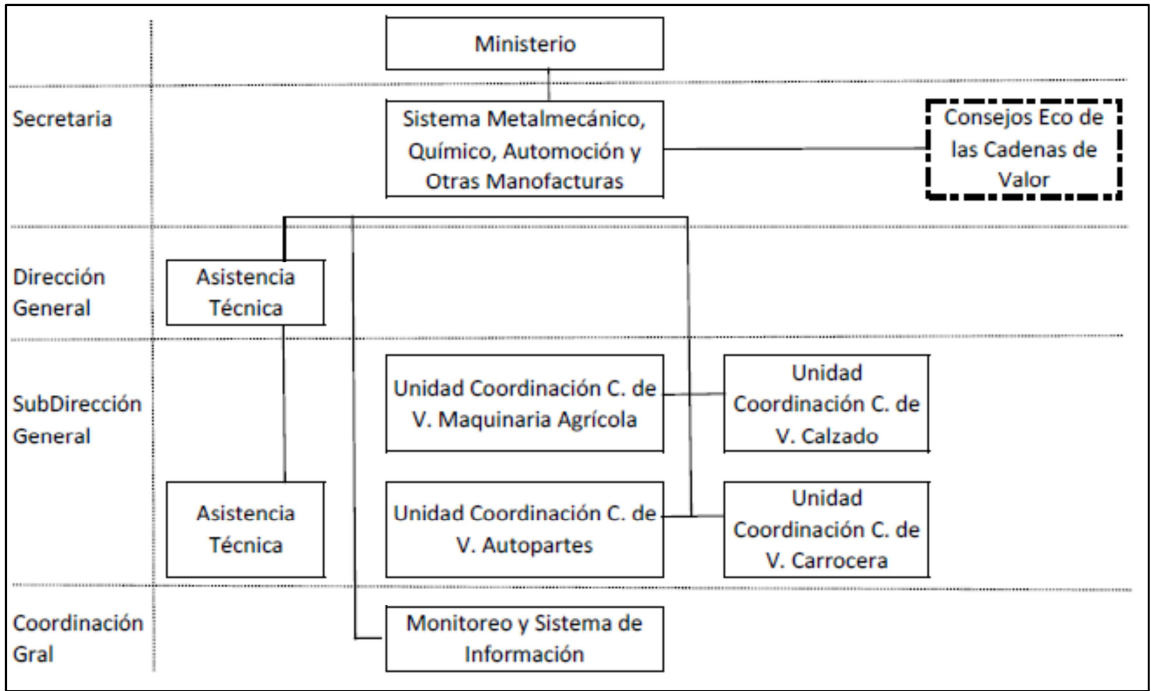 Ministerio
Secretaria
Sistema Metalmecánico,
Químico, Automoción y
Otras Manofacturas
Consejos Eco de
las Cadenas de
Valor
Dirección
General
Asistencia
Técnica
SubDirección
General
Unidad Coordinación C. de
V. Maquinaria Agrícola
Unidad
Coordinación C. de
V. Calzado
Asistencia
Técnica
Unidad Coordinación C. de
V. Autopartes
Unidad
Coordinación C. de
V. Carrocera
Coordinación
Gral
Monitoreo y Sistema de
Información